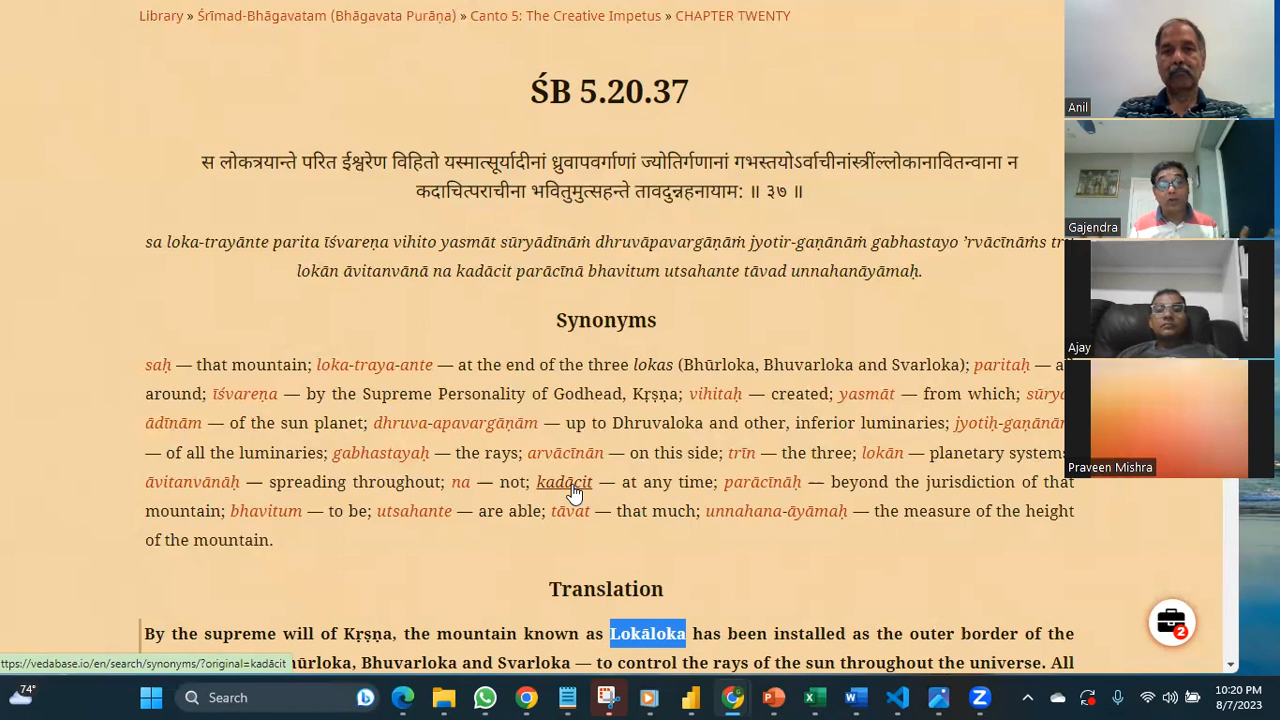 Library » Śrīmad-Bhāgavatam (Bhāgavata Purāṇa) » Canto 5: The Creative Impetus » CHAPTER TWENTY
ŚB 5.20.37
स लोकत्रयान्ते परित ईश्वरेण विहितो यस्मात्सूर्यादीनां ध्रुवापवर्गाणां ज्योतिर्गणानां गभस्तयोऽर्वाचीनांस्त्रींल्लोकानावितन्वाना न
कदाचित्पराचीना भवितुमुत्सहन्ते तावदुन्नहनायाम: ॥ ३७ ॥
sa loka-trayānte parita īśvareṇa vihito yasmāt sūryādīnāṁ dhruvāpavargāṇāṁ jyotir-gaṇānāṁ gabhastayo ’rvācīnāṁs
lokān āvitanvānā na kadācit parācīnā bhavitum utsahante tāvad unnahanāyāmaḥ.
Synonyms
saḥ — that mountain; loka-traya-ante — at the end of the three lokas (Bhūrloka, Bhuvarloka and Svarloka); paritaḥ —
around; īśvareṇa — by the Supreme Personality of Godhead, Kṛṣṇa; vihitaḥ — created; yasmāt — from which;
ādīnām — of the sun planet; dhruva-apavargāṇām — up to Dhruvaloka and other, inferior luminaries;
— of all the luminaries; gabhastayaḥ — the rays; arvācīnān — on this side; trīn — the three; lokān — planetary systems
āvitanvānāḥ — spreading throughout; na — not; kadācit — at any time; parācīnāḥ — beyond the jurisdiction of that
mountain; bhavitum — to be; utsahante — are able; tāvat — that much; unnahana-āyāmaḥ — the measure of the height
of the mountain.
Translation
By the supreme will of Kṛṣṇa, the mountain known as Lokāloka has been installed as the outer border of the
Bhuvarloka and Svarloka — to control the rays of the sun throughout the universe. All
https://vedabase.io/en/search/synonyms/?original=kadācit
Anil
Gajendra
Ajay
Praveen Mishra
2
74°
Search
10:20 PM
8/7/2023